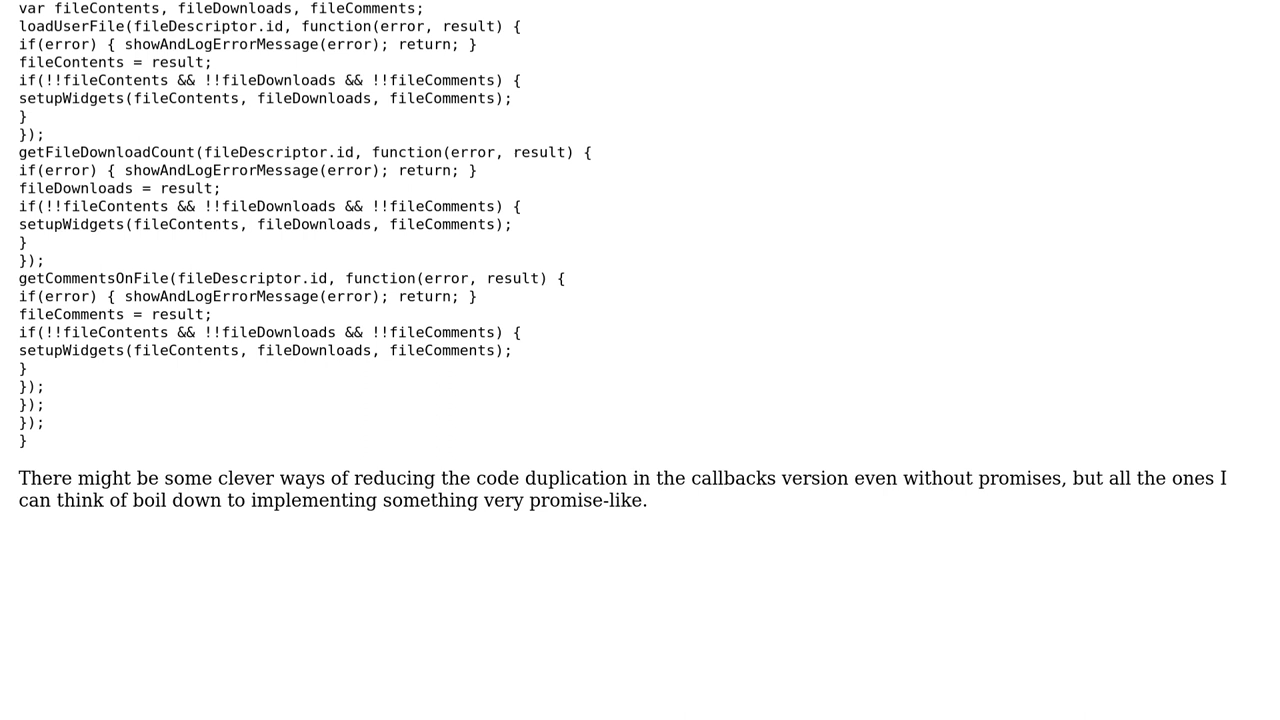 var fileContents, fileDownloads, fileComments;
loadUserFile(fileDescriptor.id, function(error, result) {
if(error) { showAndLogErrorMessage(error); return; }
fileContents = result;
if(!!fileContents && !!fileDownloads && !!fileComments) {
setupWidgets(fileContents, fileDownloads, fileComments);
}
});
getFileDownloadCount(fileDescriptor.id, function(error, result) {
if(error) { showAndLogErrorMessage(error); return; }
fileDownloads = result;
if(!!fileContents && !!fileDownloads && !!fileComments) {
setupWidgets(fileContents, fileDownloads, fileComments);
}
});
getCommentsOnFile(fileDescriptor.id, function(error, result) {
if(error) { showAndLogErrorMessage(error); return; }
fileComments = result;
if(!!fileContents && !!fileDownloads && !!fileComments) {
setupWidgets(fileContents, fileDownloads, fileComments);
}
});
});
});
}
There might be some clever ways of reducing the code duplication in the callbacks version even without promises, but all the ones I
can think of boil down to implementing something very promise-like.